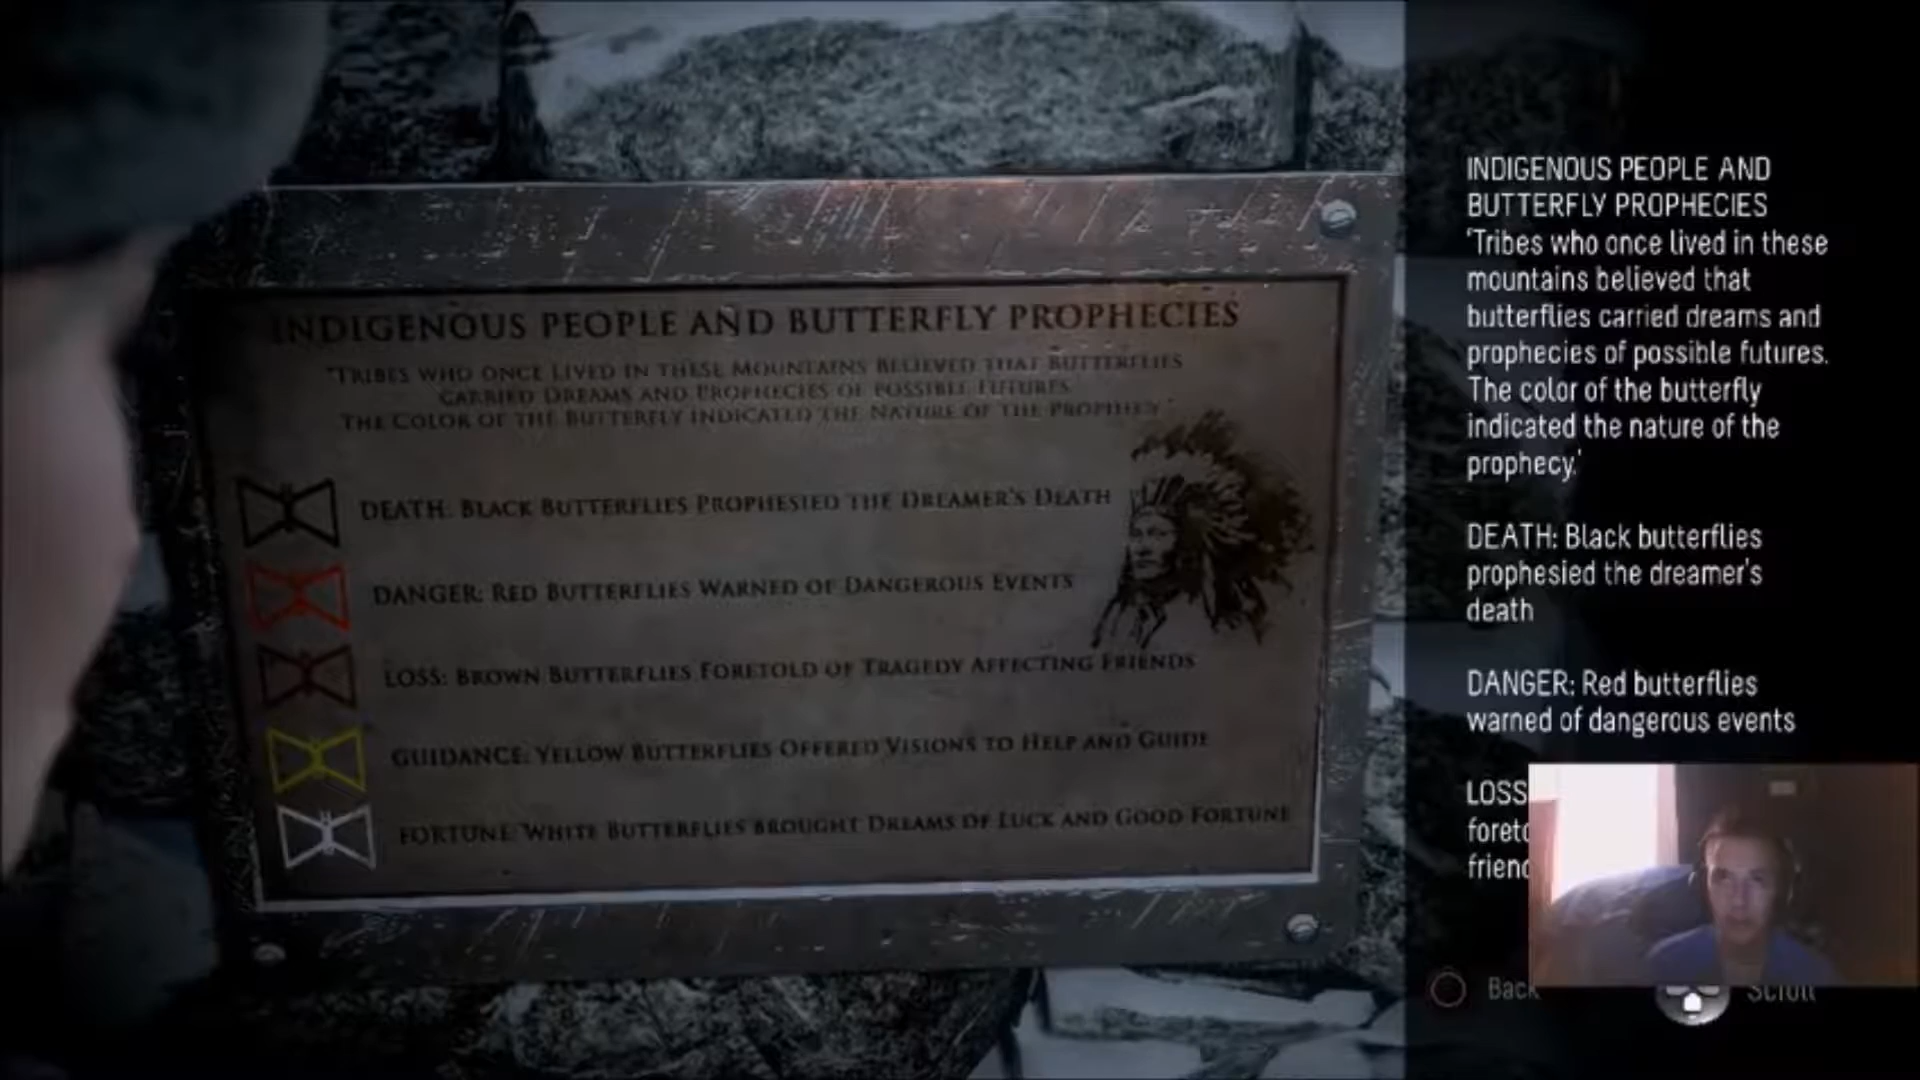 INDIGENOUS PEOPLE AND BUTTERFLY PROPHECIES
"TRIBES WHO ONCE LIVED IN THESE MOUNTAINS BELIEVED THAT BUTTERFLIES
CARRIED DREAMS AND PROPHECIES OF POSSIBLE FUTURES.
THE COLOR OF THE BUTTERFLY INDICATED THE NATURE OF THE PROPHECY."
DEATH: BLACK BUTTERFLIES PROPHESIED THE DREAMER'S DEATH
DANGER: RED BUTTERFLIES WARNED OF DANGEROUS EVENTS
LOSS: BROWN BUTTERFLIES FORETOLD OF TRAGEDY AFFECTING FRIENDS
GUIDANCE: YELLOW BUTTERFLIES OFFERED VISIONS TO HELP AND GUIDE
FORTUNE: WHITE BUTTERFLIES BROUGHT DREAMS OF LUCK AND GOOD FORTUNE
INDIGENOUS PEOPLE AND
BUTTERFLY PROPHECIES
'Tribes who once lived in these
mountains believed that
butterflies carried dreams and
prophecies of possible futures.
The color of the butterfly
indicated the nature of the
prophecy.'
DEATH: Black butterflies
prophesied the dreamer's
death
DANGER: Red butterflies
warned of dangerous events
LOSS
foreto
frien
Back
Scroll